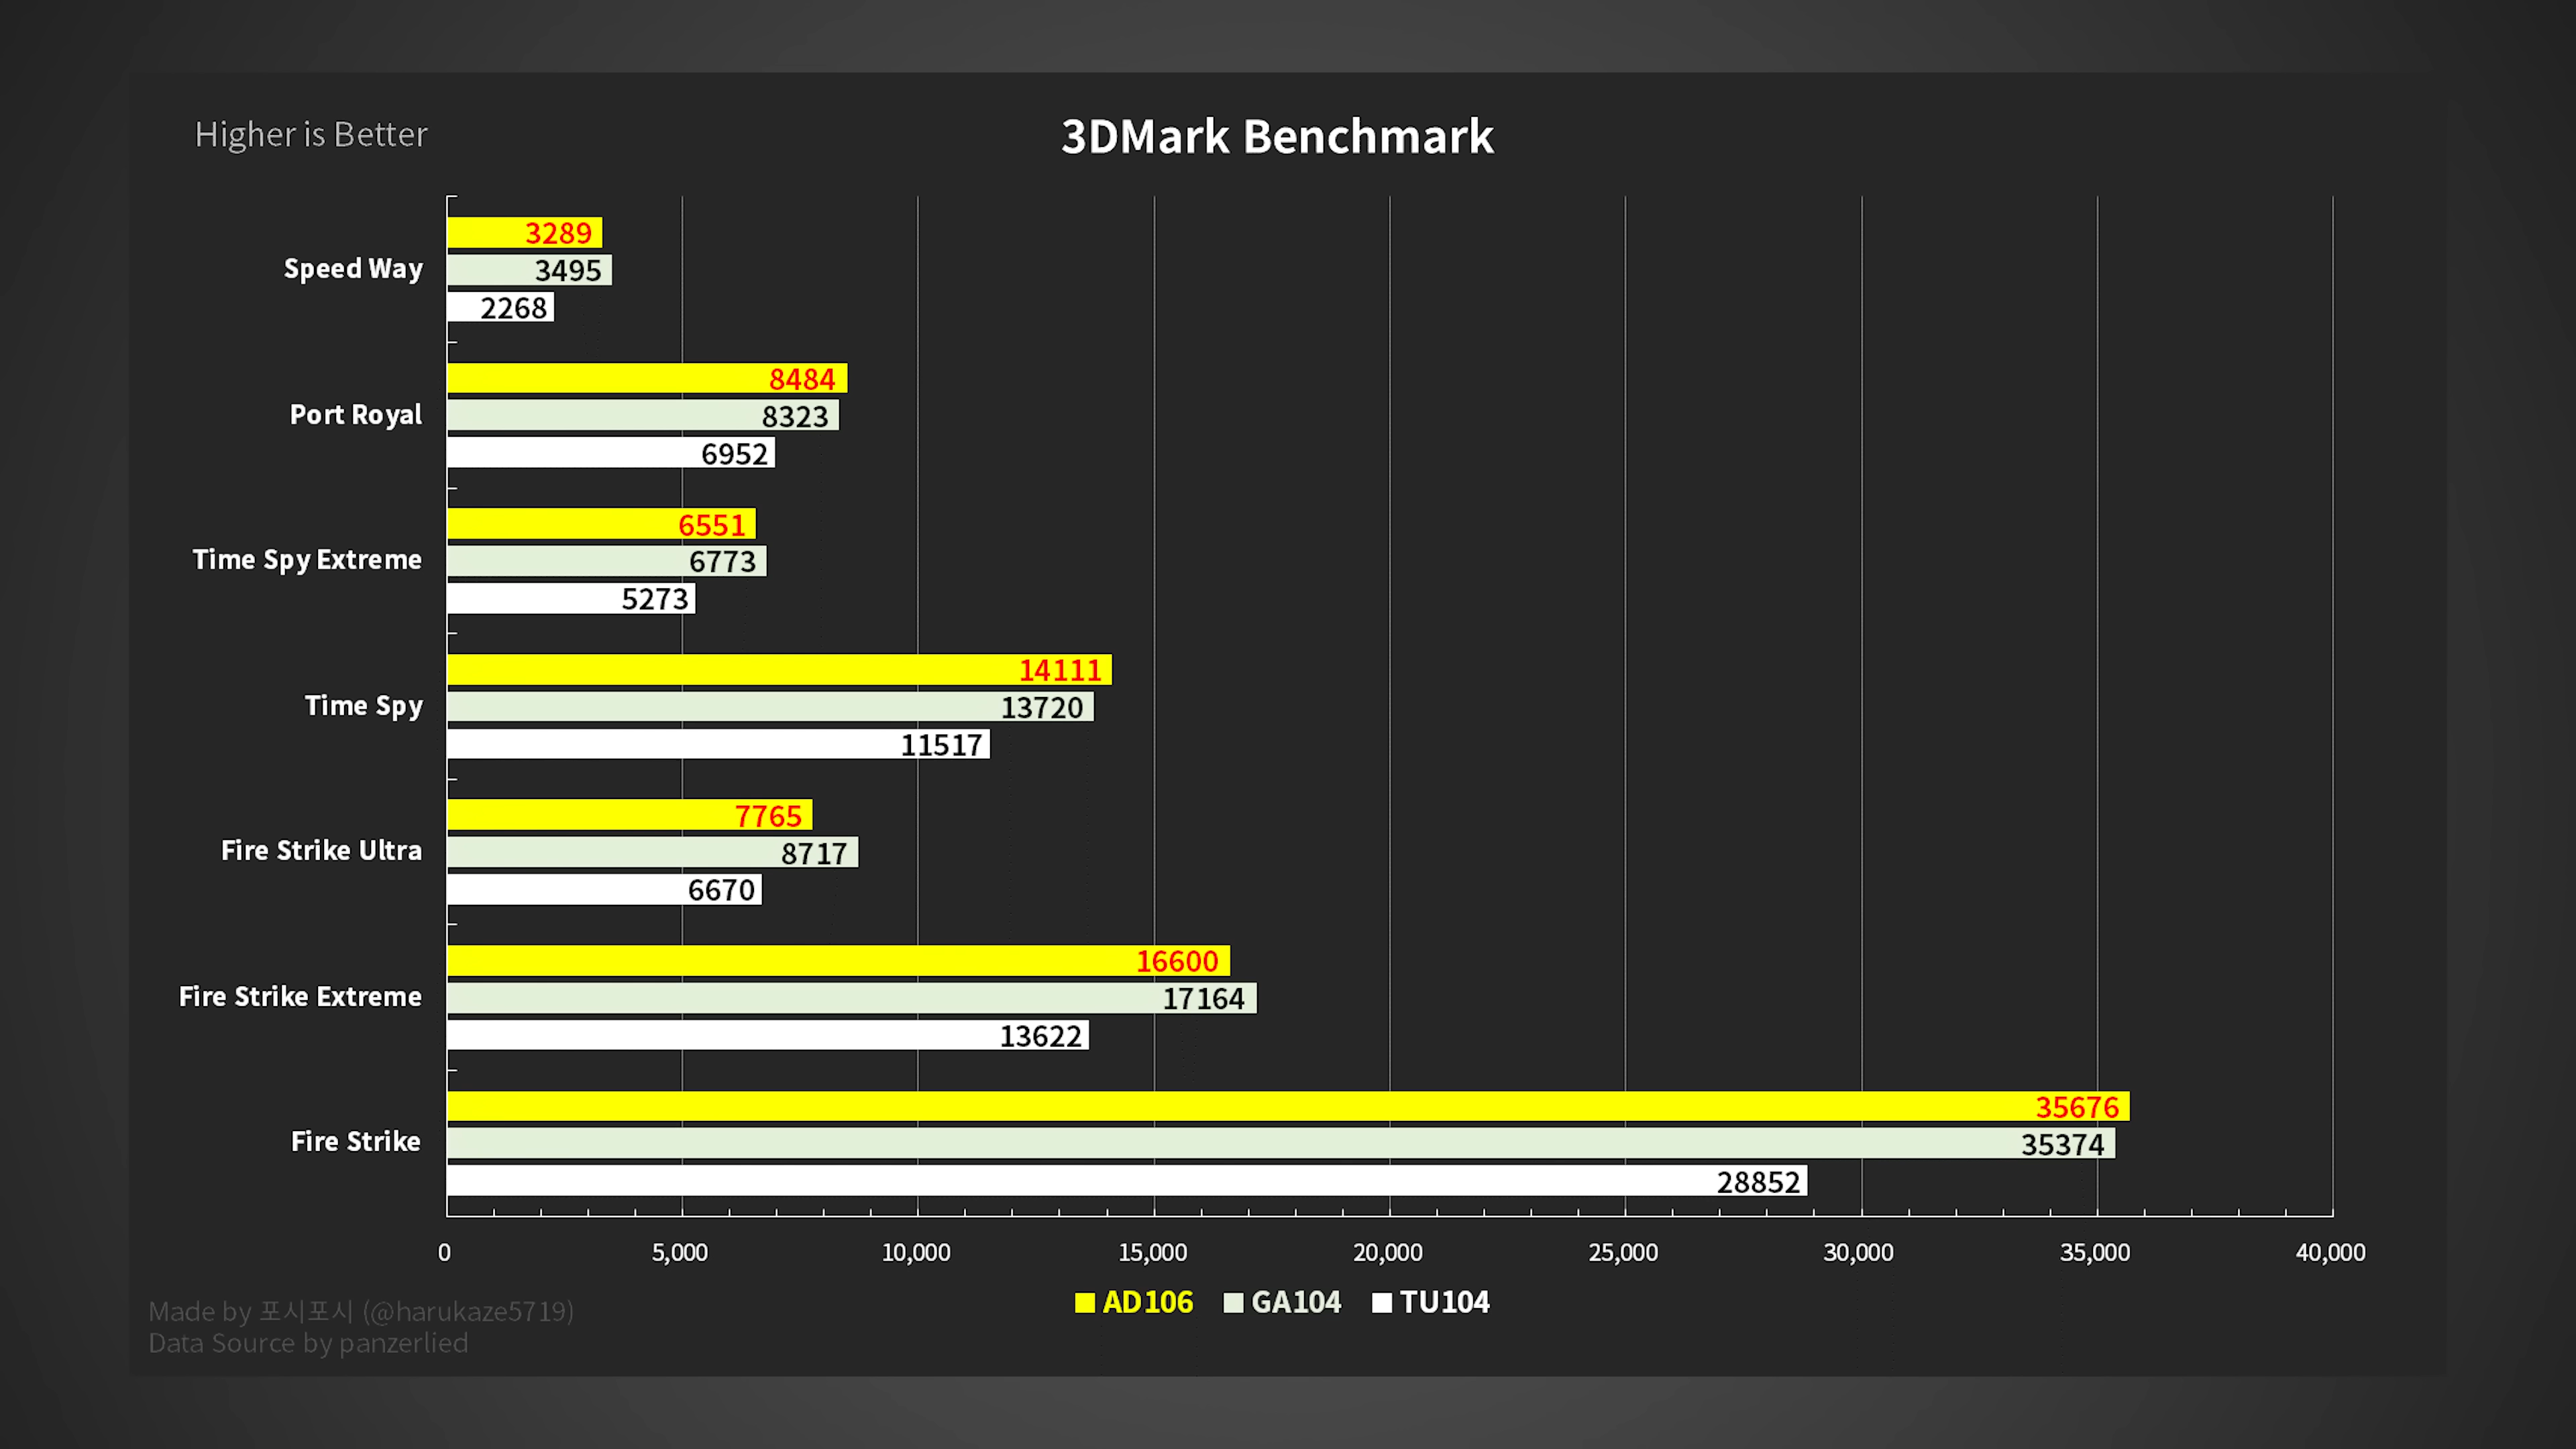 Higher is Better
3DMark Benchmark
Speed Way
3289
3495
2268
Port Royal
8484
8323
6952
Time Spy Extreme
6551
6773
5273
Time Spy
14111
13720
11517
Fire Strike Ultra
7765
8717
6670
Fire Strike Extreme
16600
17164
13622
Fire Strike
35676
35374
28852
0 5,000 10,000 15,000 20,000 25,000 30,000 35,000 40,000
AD106 GA104 TU104
Made by 포시포시 (@harukaze5719)
Data Source by panzerlied